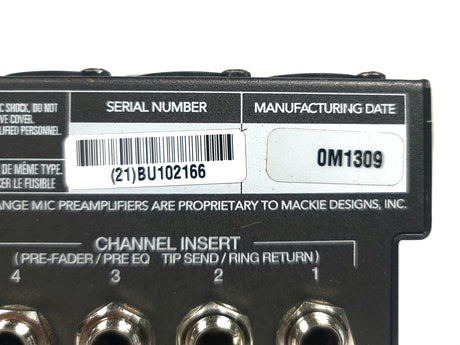 C SHOCK, DO NOT
VE COVER.
LIFIED PERSONNEL.
DE MÊME TYPE.
CER LE FUSIBLE
SERIAL NUMBER
(21)BU102166
MANUFACTURING DATE
0M1309
ANGE MIC PREAMPLIFIERS ARE PROPRIETARY TO MACKIE DESIGNS, INC.
CHANNEL INSERT
(PRE-FADER / PRE EQ TIP SEND / RING RETURN)
4 3 2 1